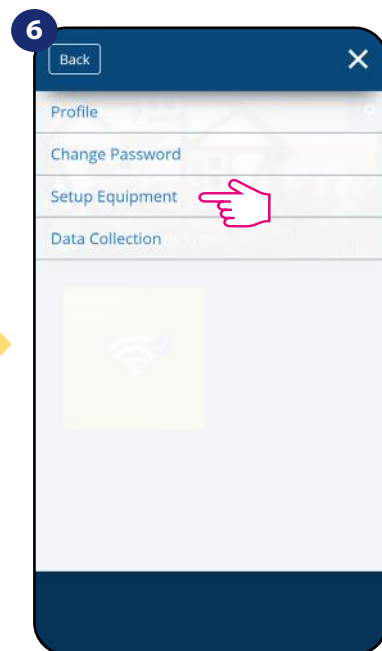 6
Back
Profile
Change Password
Setup Equipment
Data Collection